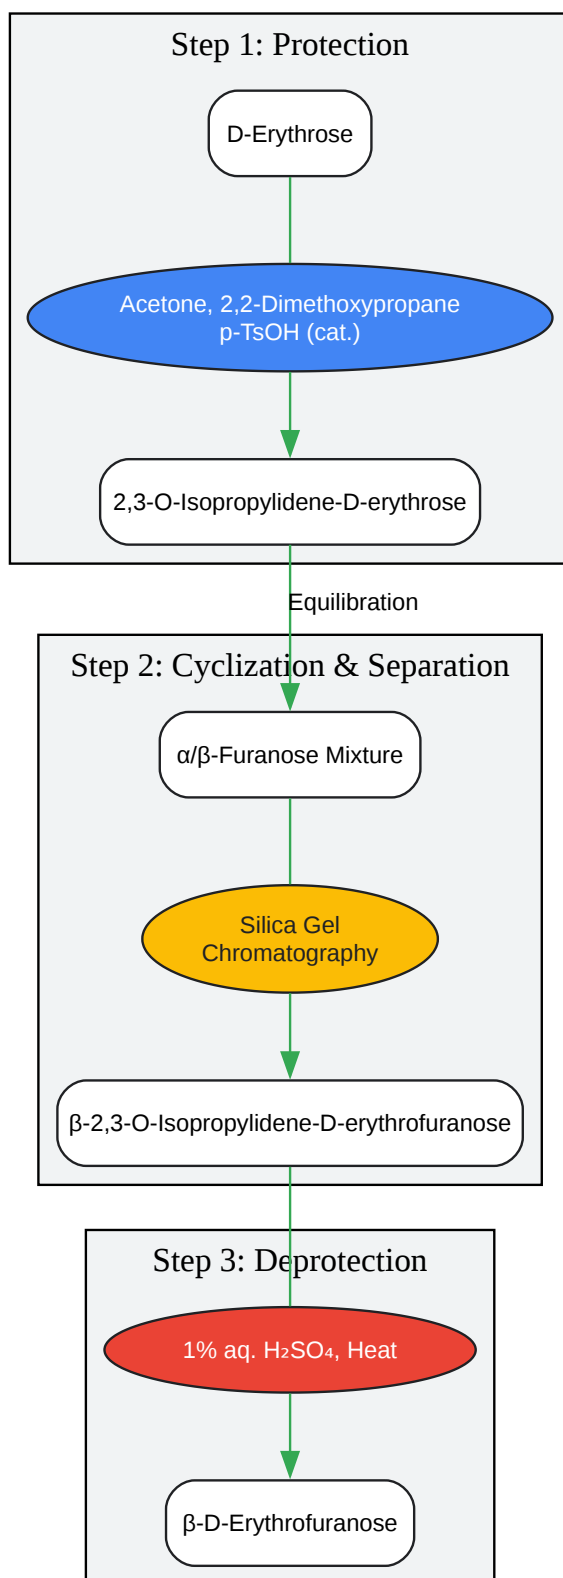 Step 1: Protection
D-Erythrose
Acetone, 2,2-Dimethoxypropane
p-TsOH (cat.)
2,3-O-Isopropylidene-D-erythrose
Equilibration
Step 2: Cyclization & Separation
α/β-Furanose Mixture
Silica Gel
Chromatography
β-2,3-O-Isopropylidene-D-erythrofuranose
Step 3: Deprotection
1% aq. H₂SO₄, Heat
β-D-Erythrofuranose